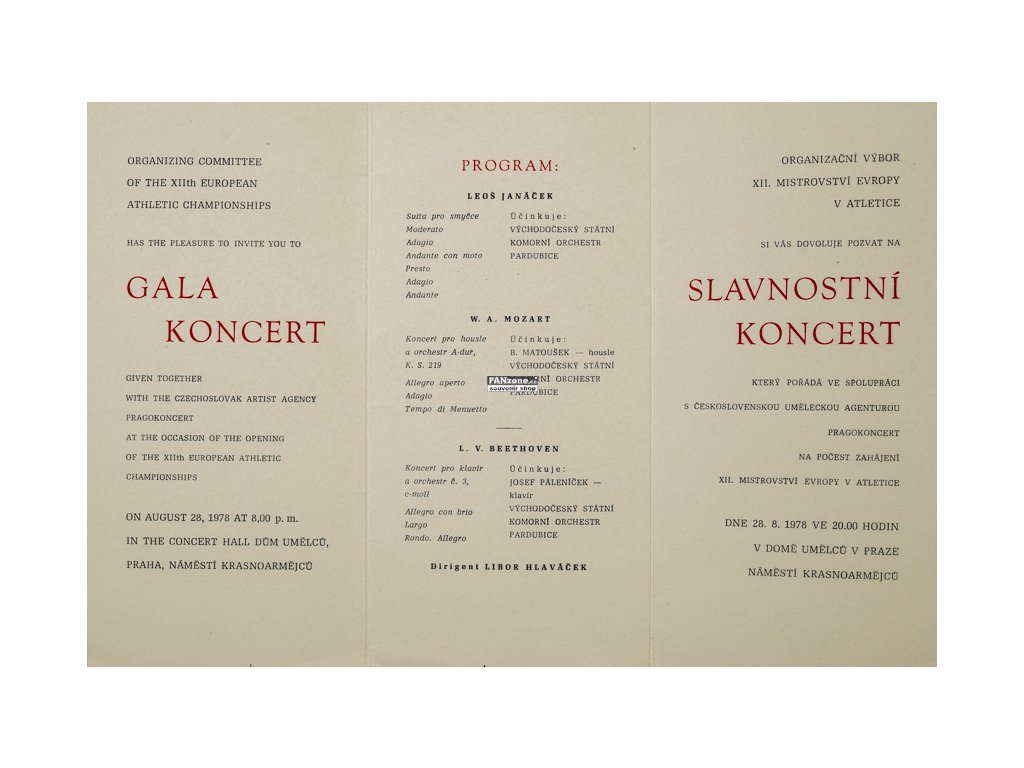 ORGANIZING COMMITTEE
OF THE XIIth EUROPEAN
ATHLETIC CHAMPIONSHIPS
HAS THE PLEASURE TO INVITE YOU TO
GALA
KONCERT
GIVEN TOGETHER
WITH THE CZECHOSLOVAK ARTIST AGENCY
PRAGOKONCERT
AT THE OCCASION OF THE OPENING
OF THE XIIth EUROPEAN ATHLETIC
CHAMPIONSHIPS
ON AUGUST 28, 1978 AT 8,00 p. m.
IN THE CONCERT HALL DŮM UMĚLCŮ,
PRAHA, NÁMĚSTÍ KRASNOARMĚJCŮ
PROGRAM:
LEOŠ JANÁČEK
Suita pro smyčce
Moderato
Adagio
Andante con moto
Presto
Adagio
Andante
Účinkuje:
VÝCHODOČESKÝ STÁTNÍ
KOMORNÍ ORCHESTR
PARDUBICE
W. A. MOZART
Koncert pro housle
a orchestr A-dur,
K. S. 219
Allegro aperto
Adagio
Tempo di Menuetto
Účinkuje:
B. MATOUŠEK — housle
VÝCHODOČESKÝ STÁTNÍ
ORCHESTR
PARDUBICE
FANzone.cz
souvenir shop
L. V. BEETHOVEN
Koncert pro klavír
a orchestr č. 3,
c-moll
Allegro con brio
Largo
Rondo. Allegro
Účinkuje:
JOSEF PÁLENÍČEK —
klavír
VÝCHODOČESKÝ STÁTNÍ
KOMORNÍ ORCHESTR
PARDUBICE
Dirigent LIBOR HLAVÁČEK
ORGANIZAČNÍ VÝBOR
XII. MISTROVSTVÍ EVROPY
V ATLETICE
SI VÁS DOVOLUJE POZVAT NA
SLAVNOSTNÍ
KONCERT
KTERÝ POŘÁDÁ VE SPOLUPRÁCI
S ČESKOSLOVENSKOU UMĚLECKOU AGENTUROU
PRAGOKONCERT
NA POČEST ZAHÁJENÍ
XII. MISTROVSTVÍ EVROPY V ATLETICE
DNE 28. 8. 1978 VE 20.00 HODIN
V DOMĚ UMĚLCŮ V PRAZE
NÁMĚSTÍ KRASNOARMĚJCŮ